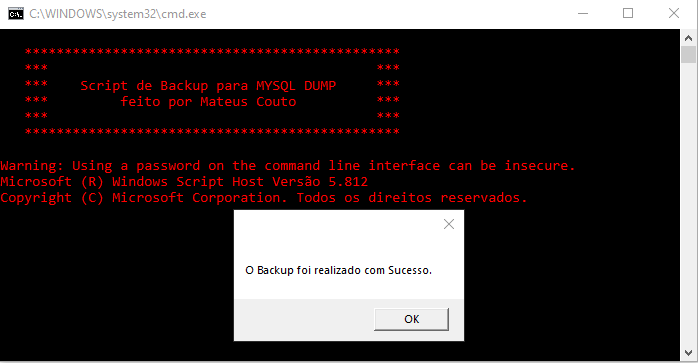 C:\WINDOWS\system32\cmd.exe
***********************************************
*** ***
*** Script de Backup para MYSQL DUMP ***
*** feito por Mateus Couto ***
*** ***
***********************************************
Warning: Using a password on the command line interface can be insecure.
Microsoft (R) Windows Script Host Versão 5.812
Copyright (C) Microsoft Corporation. Todos os direitos reservados.
O Backup foi realizado com Sucesso.
OK